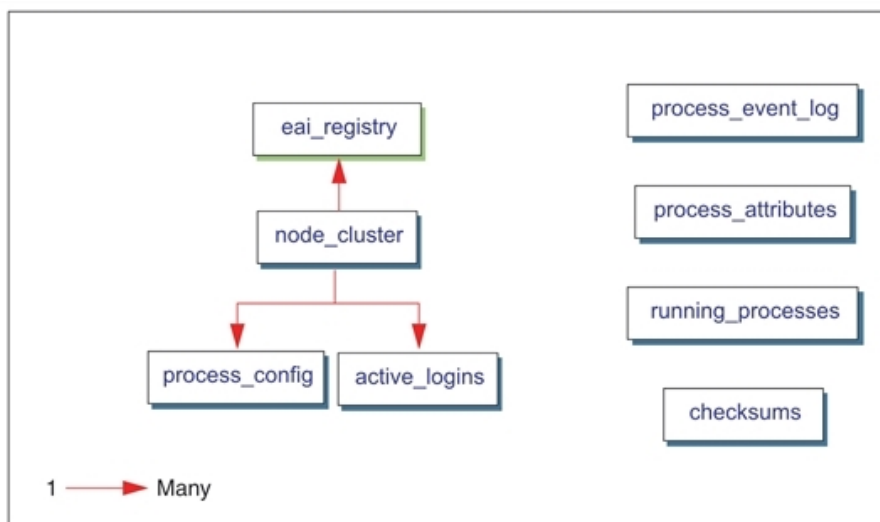 eai_registry
node_cluster
process_config
active_logins
process_event_log
process_attributes
running_processes
checksums
1 Many